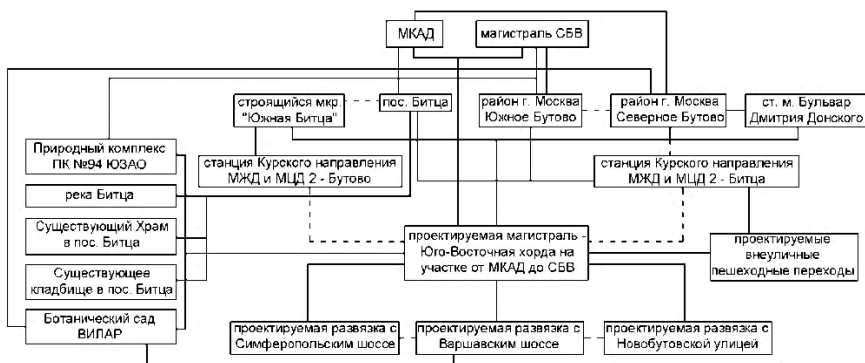 МКАД
магистраль СБВ
строящийся мкр.
"Южная Битца"
пос. Битца
район г. Москва
Южное Бутово
район г. Москва
Северное Бутово
ст. м. Бульвар
Дмитрия Донского
Природный комплекс
ПК №94 ЮЗАО
станция Курского направления
МЖД и МЦД 2 - Бутово
станция Курского направления
МЖД и МЦД 2 - Битца
река Битца
Существующий Храм
в пос. Битца
проектируемая магистраль -
Юго-Восточная хорда на
участке от МКАД до СБВ
проектируемые
внеуличные
пешеходные переходы
Существующее
кладбище в пос. Битца
Ботанический сад
ВИЛАР
проектируемая развязка с
Симферопольским шоссе
проектируемая развязка с
Варшавским шоссе
проектируемая развязка с
Новобутовской улицей